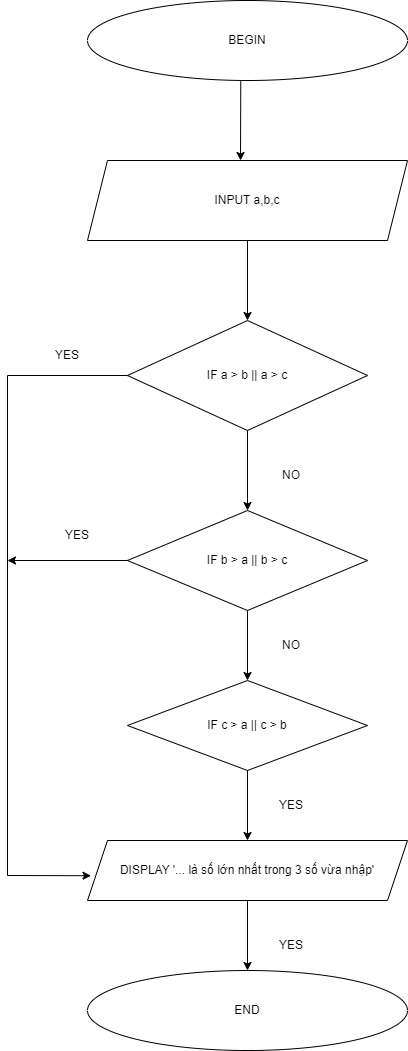 BEGIN
INPUT a,b,c
YES
IF a > b || a > c
NO
YES
IF b > a || b > c
NO
IF c > a || c > b
YES
DISPLAY '... là số lớn nhất trong 3 số vừa nhập'
YES
END